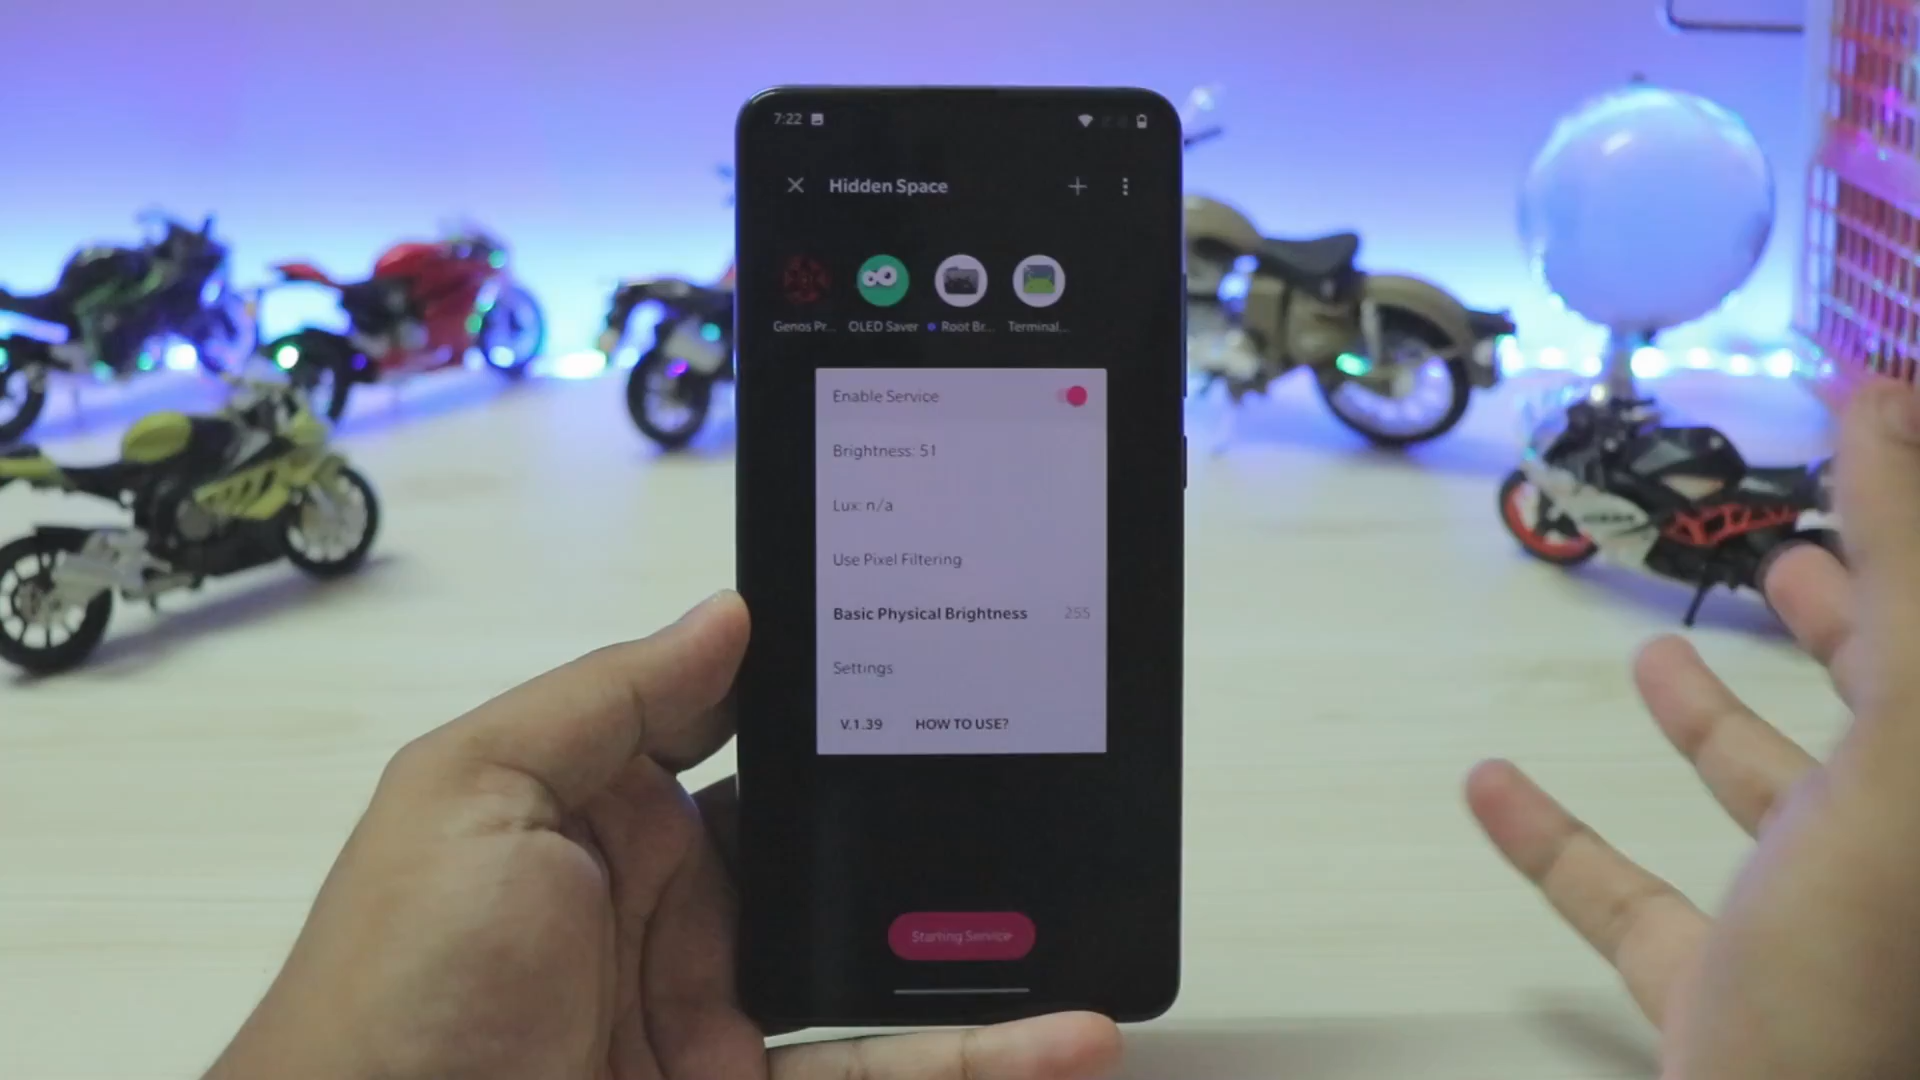 7:22
Hidden Space
Genos Pr...
OLED Saver
Root Br...
Terminal...
Enable Service
Brightness: 51
Lux: n/a
Use Pixel Filtering
Basic Physical Brightness 255
Settings
V.1.39 HOW TO USE?
Starting Service